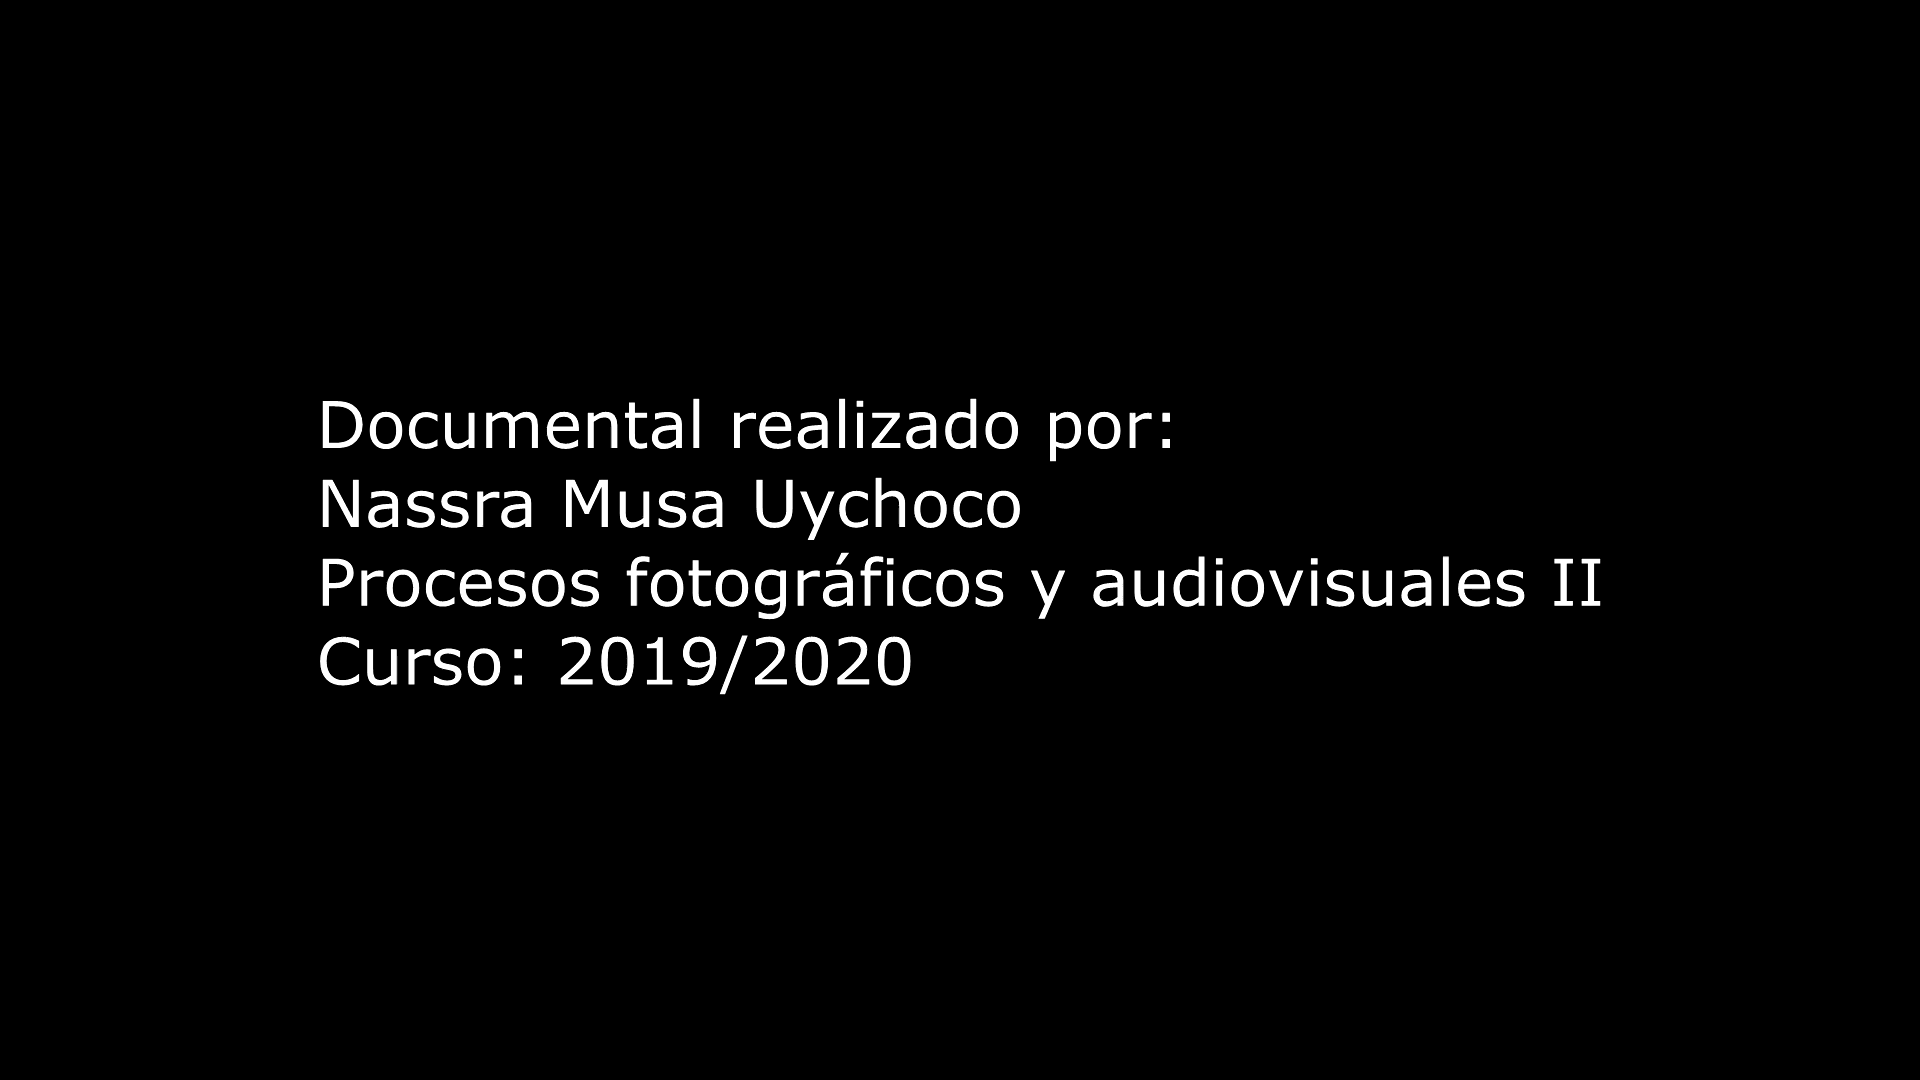 Documental realizado por:
Nassra Musa Uychoco
Procesos fotográficos y audiovisuales II
Curso: 2019/2020